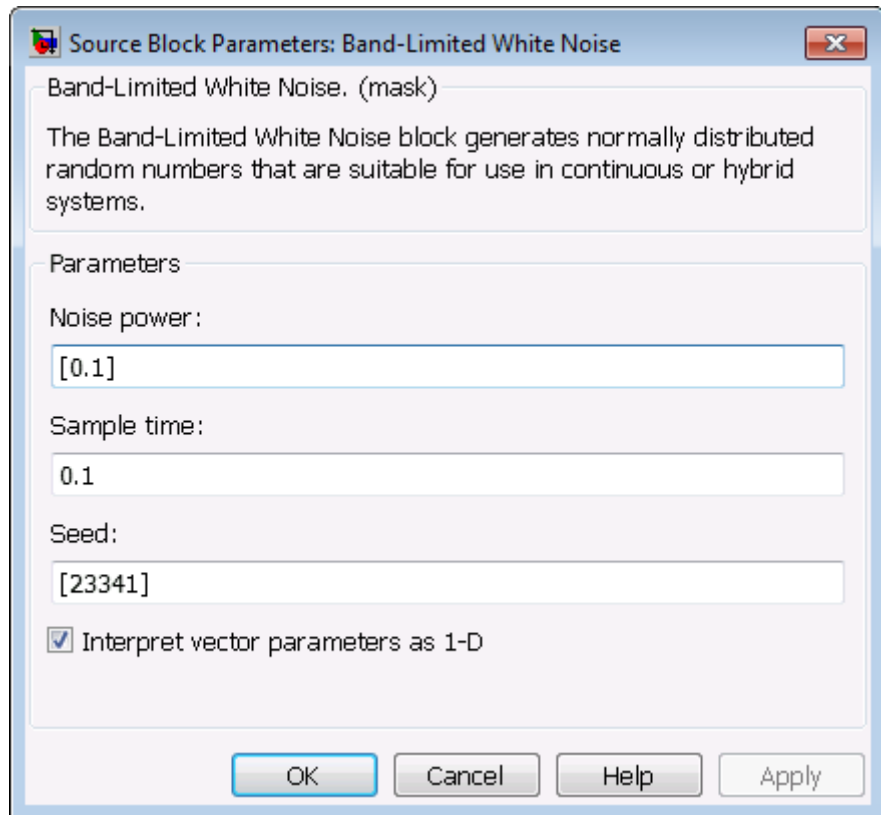 Source Block Parameters: Band-Limited White Noise
Band-Limited White Noise. (mask)
The Band-Limited White Noise block generates normally distributed
random numbers that are suitable for use in continuous or hybrid
systems.
Parameters
Noise power:
[0.1]
Sample time:
0.1
Seed:
[23341]
Interpret vector parameters as 1-D
OK Cancel Help Apply